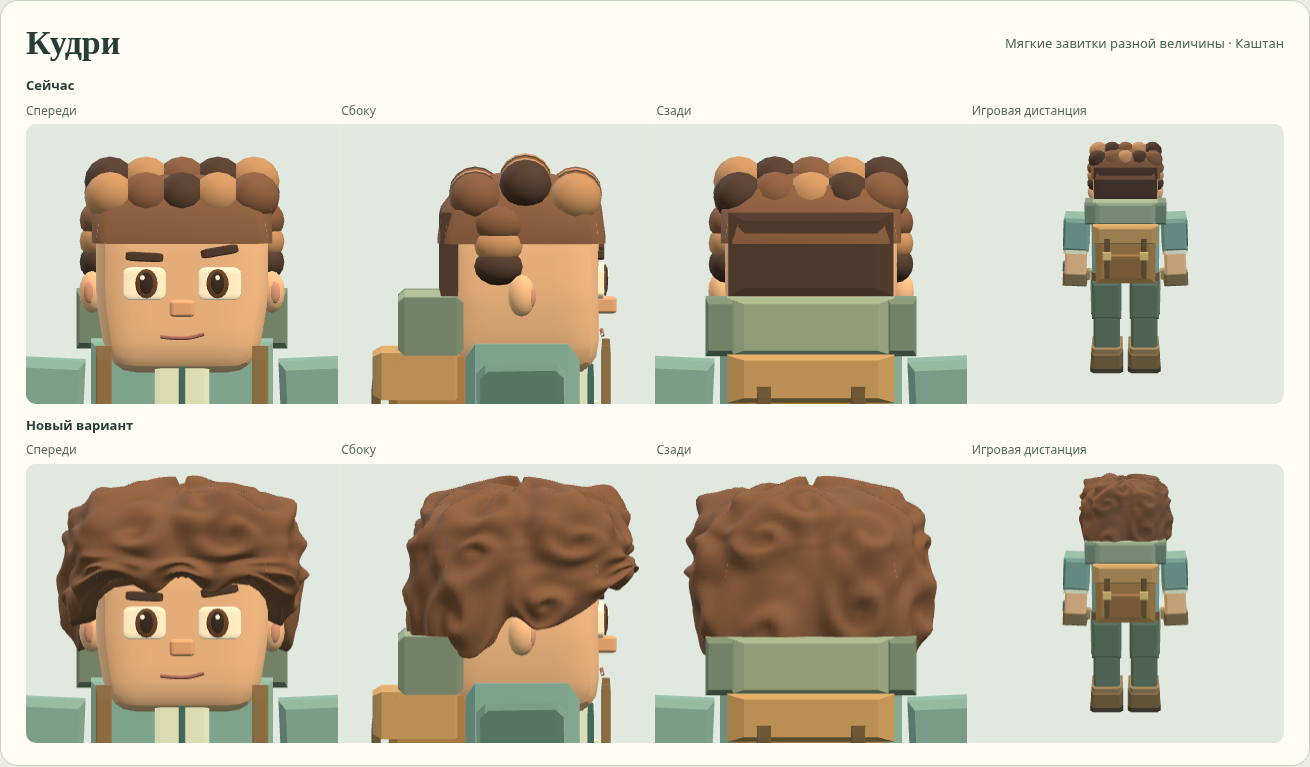 Кудри
Мягкие завитки разной величины · Каштан
Сейчас
Спереди
Сбоку
Сзади
Игровая дистанция
Новый вариант
Спереди
Сбоку
Сзади
Игровая дистанция